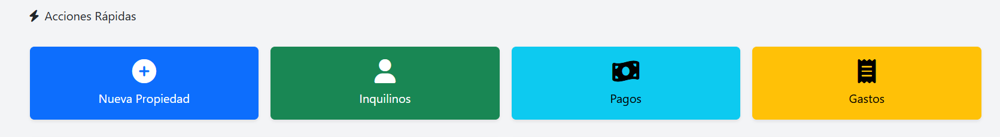 Acciones Rápidas
Nueva Propiedad
Inquilinos
Pagos
Gastos